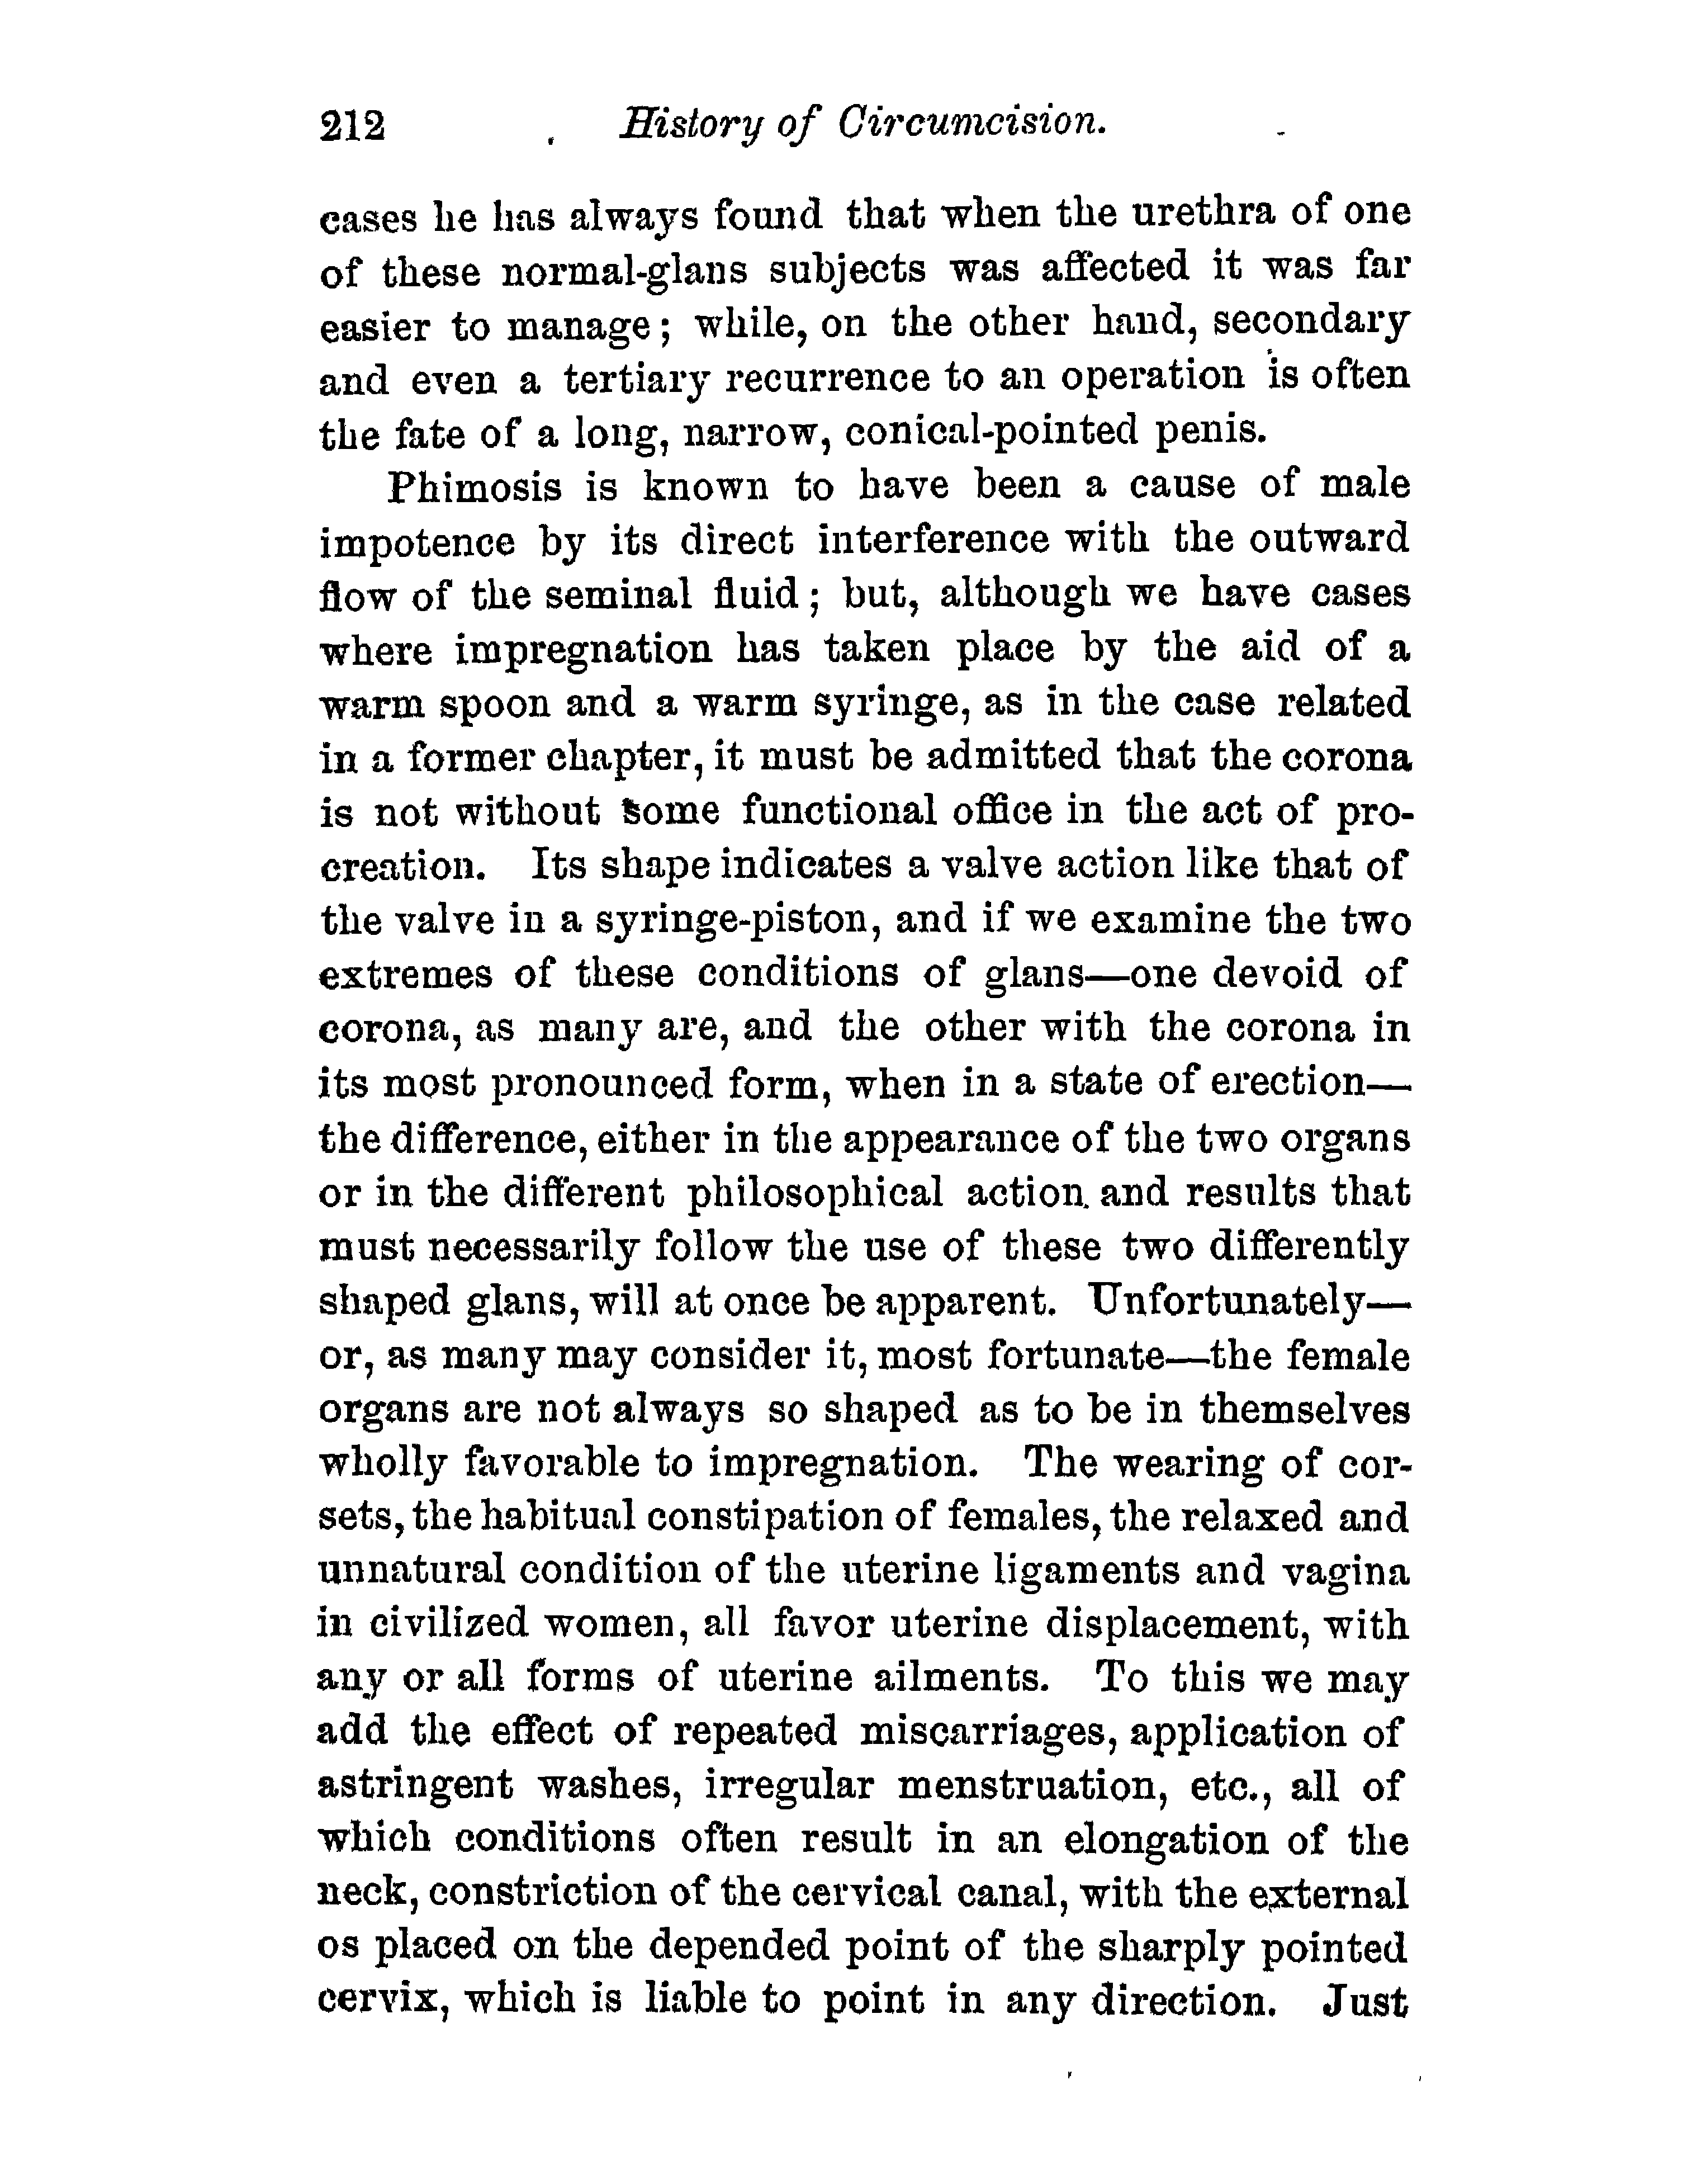 212 History of Circumcision.
cases he has always found that when the urethra of one
of these normal-glans subjects was affected it was far
easier to manage; while, on the other hand, secondary
and even a tertiary recurrence to an operation is often
the fate of a long, narrow, conical-pointed penis.
Phimosis is known to have been a cause of male
impotence by its direct interference with the outward
flow of the seminal fluid; but, although we have cases
where impregnation has taken place by the aid of a
warm spoon and a warm syringe, as in the case related
in a former chapter, it must be admitted that the corona
is not without some functional office in the act of pro-
creation. Its shape indicates a valve action like that of
the valve in a syringe-piston, and if we examine the two
extremes of these conditions of glans—one devoid of
corona, as many are, and the other with the corona in
its most pronounced form, when in a state of erection—
the difference, either in the appearance of the two organs
or in the different philosophical action and results that
must necessarily follow the use of these two differently
shaped glans, will at once be apparent. Unfortunately—
or, as many may consider it, most fortunate—the female
organs are not always so shaped as to be in themselves
wholly favorable to impregnation. The wearing of cor-
sets, the habitual constipation of females, the relaxed and
unnatural condition of the uterine ligaments and vagina
in civilized women, all favor uterine displacement, with
any or all forms of uterine ailments. To this we may
add the effect of repeated miscarriages, application of
astringent washes, irregular menstruation, etc., all of
which conditions often result in an elongation of the
neck, constriction of the cervical canal, with the external
os placed on the depended point of the sharply pointed
cervix, which is liable to point in any direction. Just